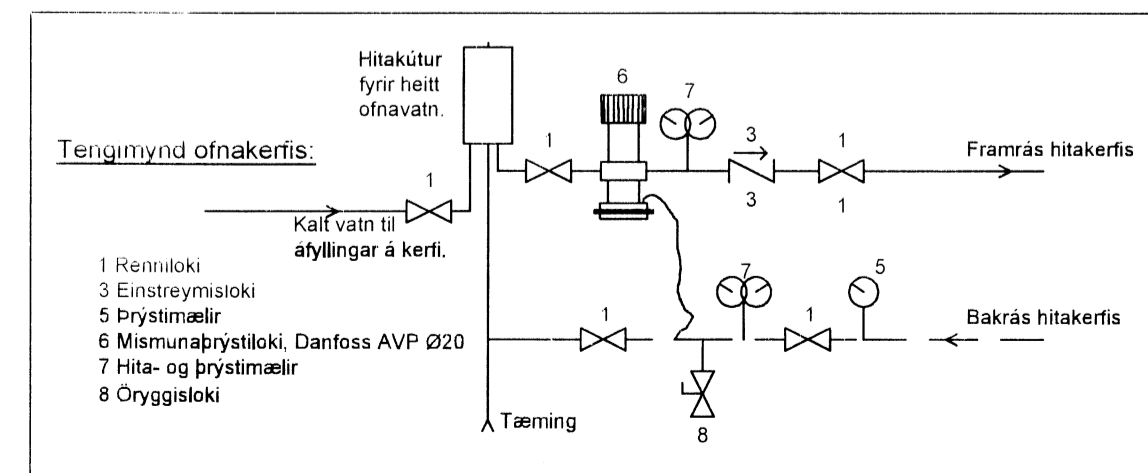 Hitakútur
fyrir heitt
ofnavatn.
6
7
Tengimynd ofnakerfis:
1
3
1
Framrás hitakerfis
1
3
1
Kalt vatn til
áfyllingar á kerfi.
1 Renniloki
3 Einstreymisloki
5 Þrýstimælir
6 Mismunaþrýstiloki, Danfoss AVP Ø20
7 Hita- og þrýstimælir
8 Öryggisloki
7
5
1
1
Bakrás hitakerfis
Tæming
8